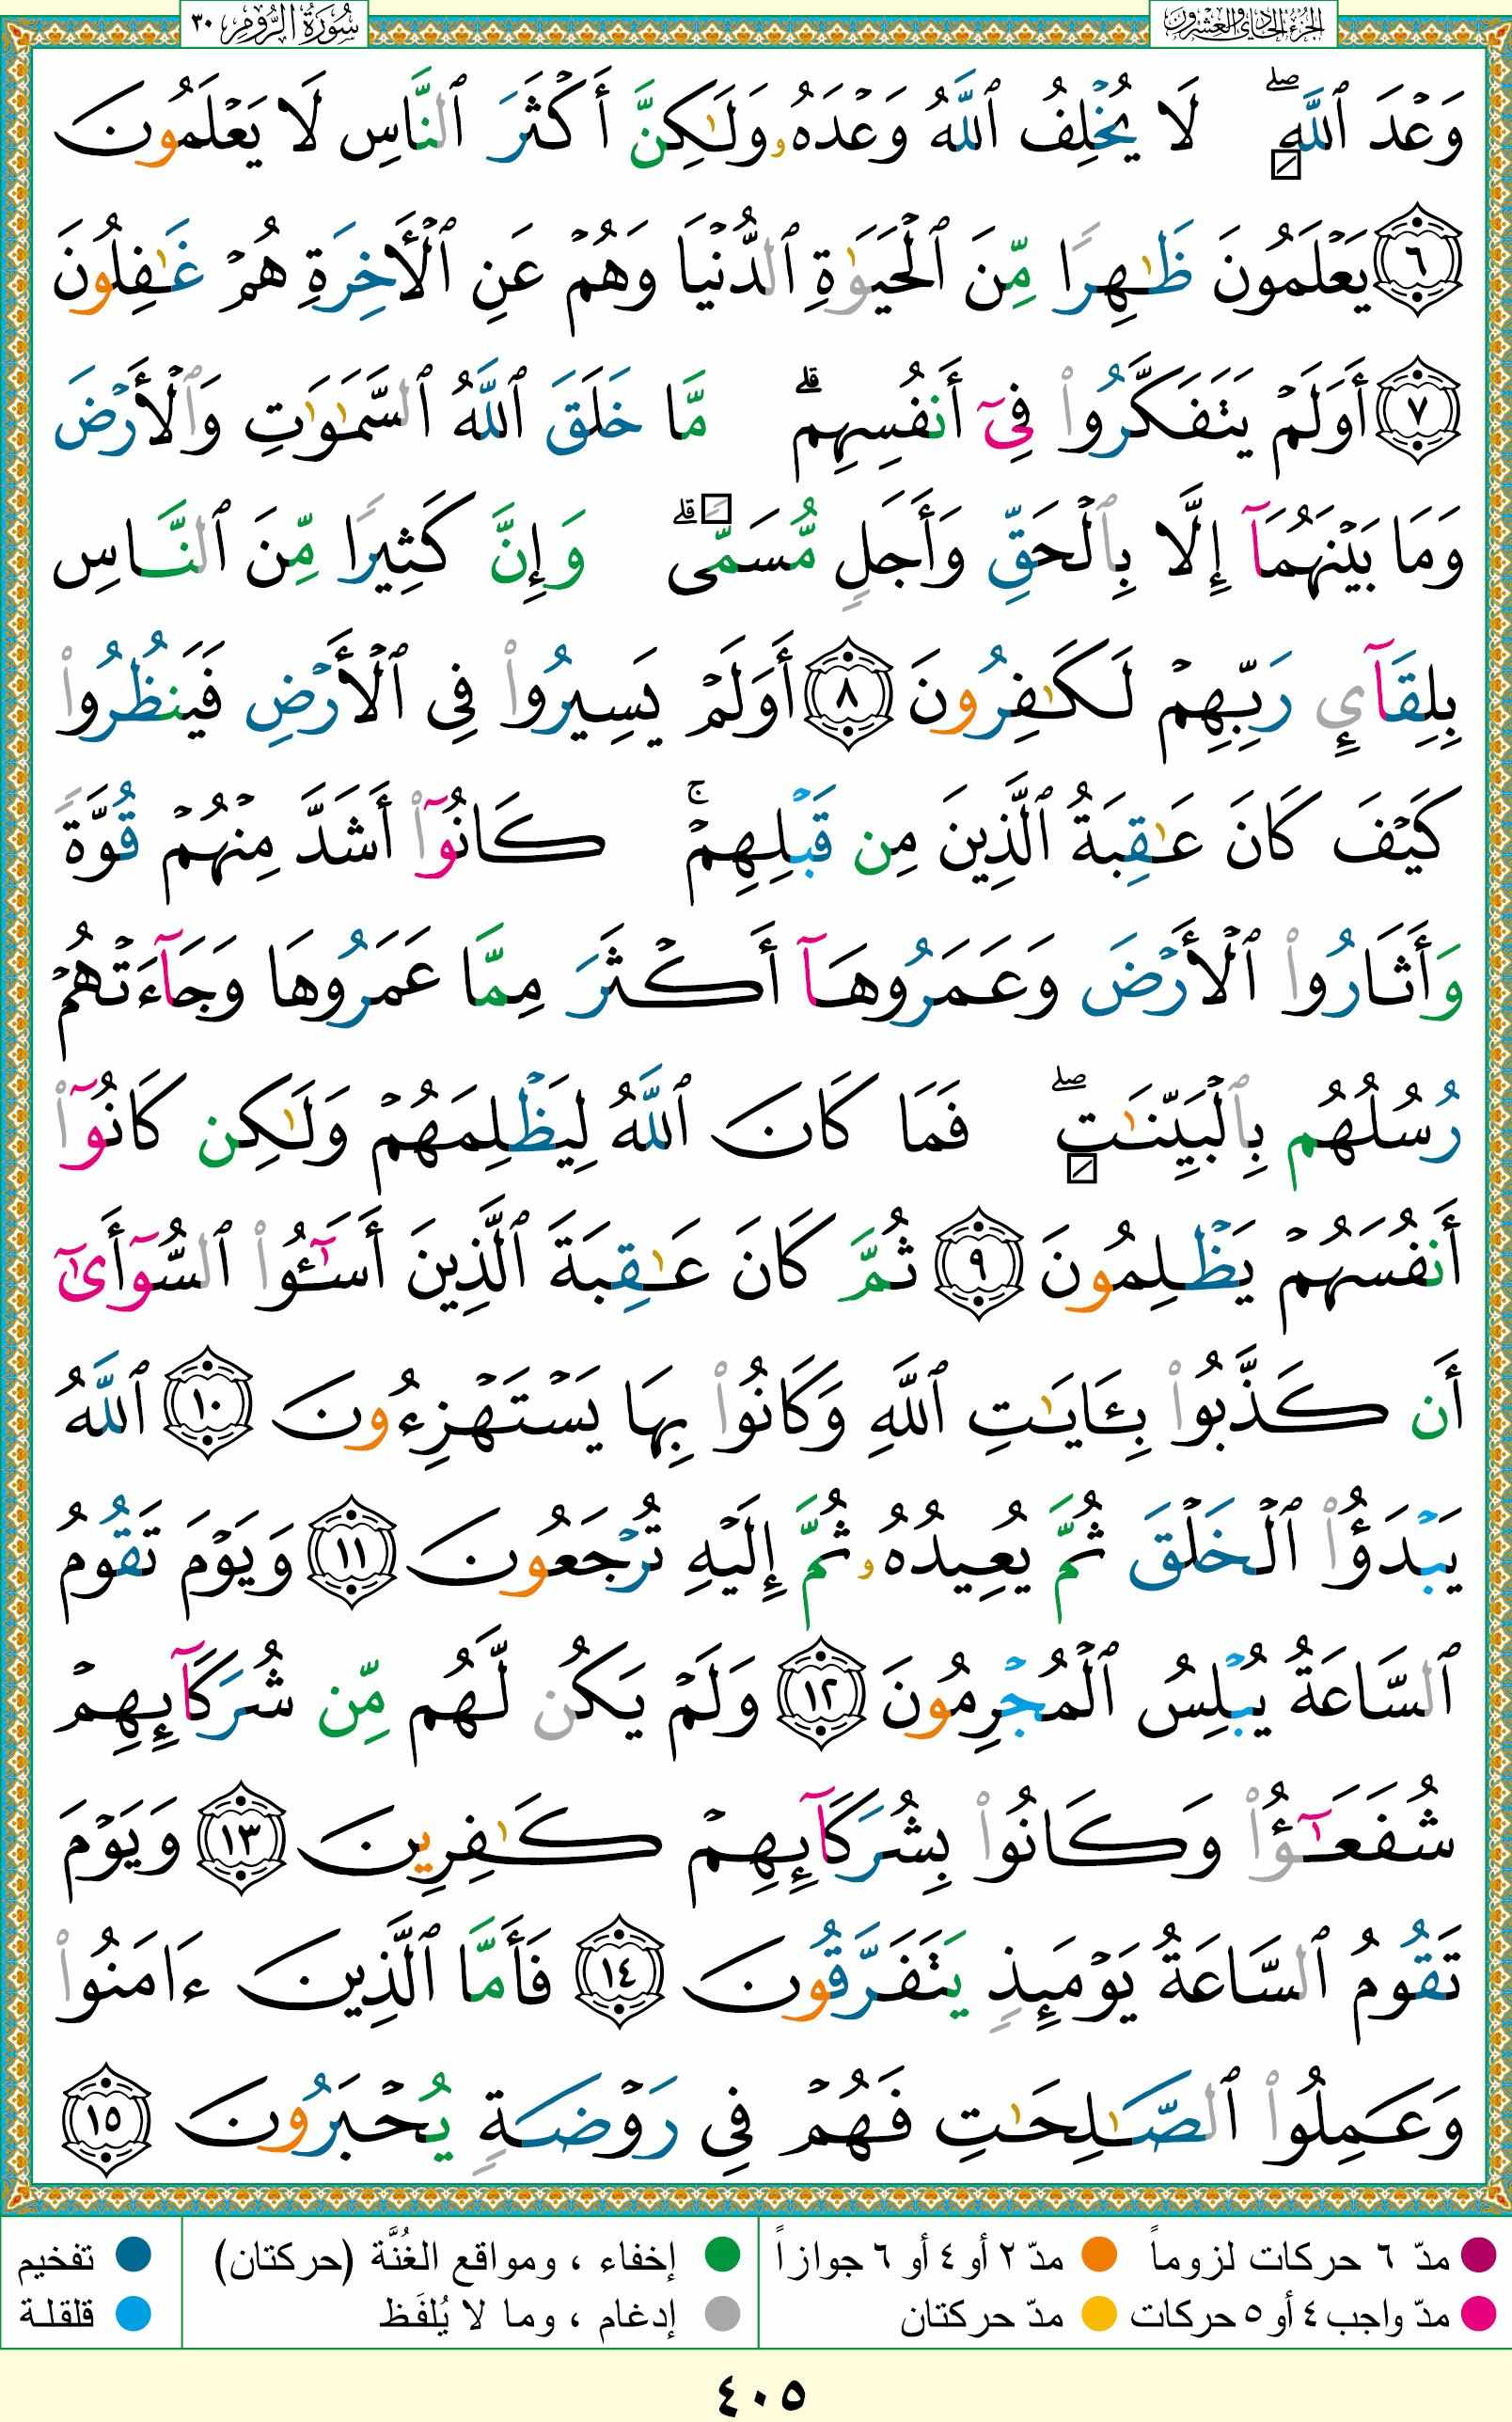 الجزء الحادي والعشرون
سورة الروم ٣٠
وَعْدَ ٱللَّهِ ۖ لَا يُخْلِفُ ٱللَّهُ وَعْدَهُۥ وَلَٰكِنَّ أَكْثَرَ ٱلنَّاسِ لَا يَعْلَمُونَ
٦ يَعْلَمُونَ ظَٰهِرًا مِّنَ ٱلْحَيَوٰةِ ٱلدُّنْيَا وَهُمْ عَنِ ٱلْأَخِرَةِ هُمْ غَٰفِلُونَ
٧ أَوَلَمْ يَتَفَكَّرُوا۟ فِىٓ أَنفُسِهِم ۗ مَّا خَلَقَ ٱللَّهُ ٱلسَّمَٰوَٰتِ وَٱلْأَرْضَ
وَمَا بَيْنَهُمَآ إِلَّا بِٱلْحَقِّ وَأَجَلٍ مُّسَمًّى ۗ وَإِنَّ كَثِيرًا مِّنَ ٱلنَّاسِ
بِلِقَآئِ رَبِّهِمْ لَكَٰفِرُونَ ٨ أَوَلَمْ يَسِيرُوا۟ فِى ٱلْأَرْضِ فَيَنظُرُوا۟
كَيْفَ كَانَ عَٰقِبَةُ ٱلَّذِينَ مِن قَبْلِهِمْ ۚ كَانُوٓا۟ أَشَدَّ مِنْهُمْ قُوَّةً
وَأَثَارُوا۟ ٱلْأَرْضَ وَعَمَرُوهَآ أَكْثَرَ مِمَّا عَمَرُوهَا وَجَآءَتْهُمْ
رُسُلُهُم بِٱلْبَيِّنَٰتِ ۖ فَمَا كَانَ ٱللَّهُ لِيَظْلِمَهُمْ وَلَٰكِن كَانُوٓا۟
أَنفُسَهُمْ يَظْلِمُونَ ٩ ثُمَّ كَانَ عَٰقِبَةَ ٱلَّذِينَ أَسَٰٓـُٔوا۟ ٱلسُّوٓأَىٰٓ
أَن كَذَّبُوا۟ بِـَٔايَٰتِ ٱللَّهِ وَكَانُوا۟ بِهَا يَسْتَهْزِءُونَ ١٠ ٱللَّهُ
يَبْدَؤُا۟ ٱلْخَلْقَ ثُمَّ يُعِيدُهُۥ ثُمَّ إِلَيْهِ تُرْجَعُونَ ١١ وَيَوْمَ تَقُومُ
ٱلسَّاعَةُ يُبْلِسُ ٱلْمُجْرِمُونَ ١٢ وَلَمْ يَكُن لَّهُم مِّن شُرَكَآئِهِمْ
شُفَعَٰٓؤُا۟ وَكَانُوا۟ بِشُرَكَآئِهِمْ كَٰفِرِينَ ١٣ وَيَوْمَ
تَقُومُ ٱلسَّاعَةُ يَوْمَئِذٍ يَتَفَرَّقُونَ ١٤ فَأَمَّا ٱلَّذِينَ ءَامَنُوا۟
وَعَمِلُوا۟ ٱلصَّٰلِحَٰتِ فَهُمْ فِى رَوْضَةٍ يُحْبَرُونَ ١٥
مدّ ٦ حركات لزوماً مدّ ٢ أو ٤ أو ٦ جوازاً إخفاء ، ومواقع الغُنَّة (حركتان) تفخيم
مدّ واجب ٤ أو ٥ حركات مدّ حركتان إدغام ، وما لا يُلفَظ قلقلة
٤٠٥